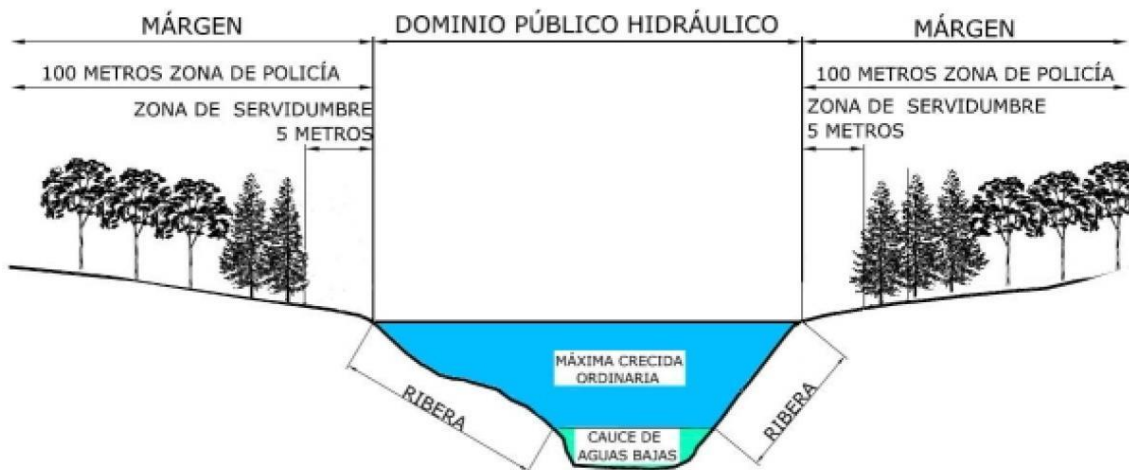 MÁRGEN
DOMINIO PÚBLICO HIDRÁULICO
MÁRGEN
100 METROS ZONA DE POLICÍA
100 METROS ZONA DE POLICÍA
ZONA DE SERVIDUMBRE
5 METROS
ZONA DE SERVIDUMBRE
5 METROS
MÁXIMA CRECIDA
ORDINARIA
RIBERA
RIBERA
CAUCE DE
AGUAS BAJAS